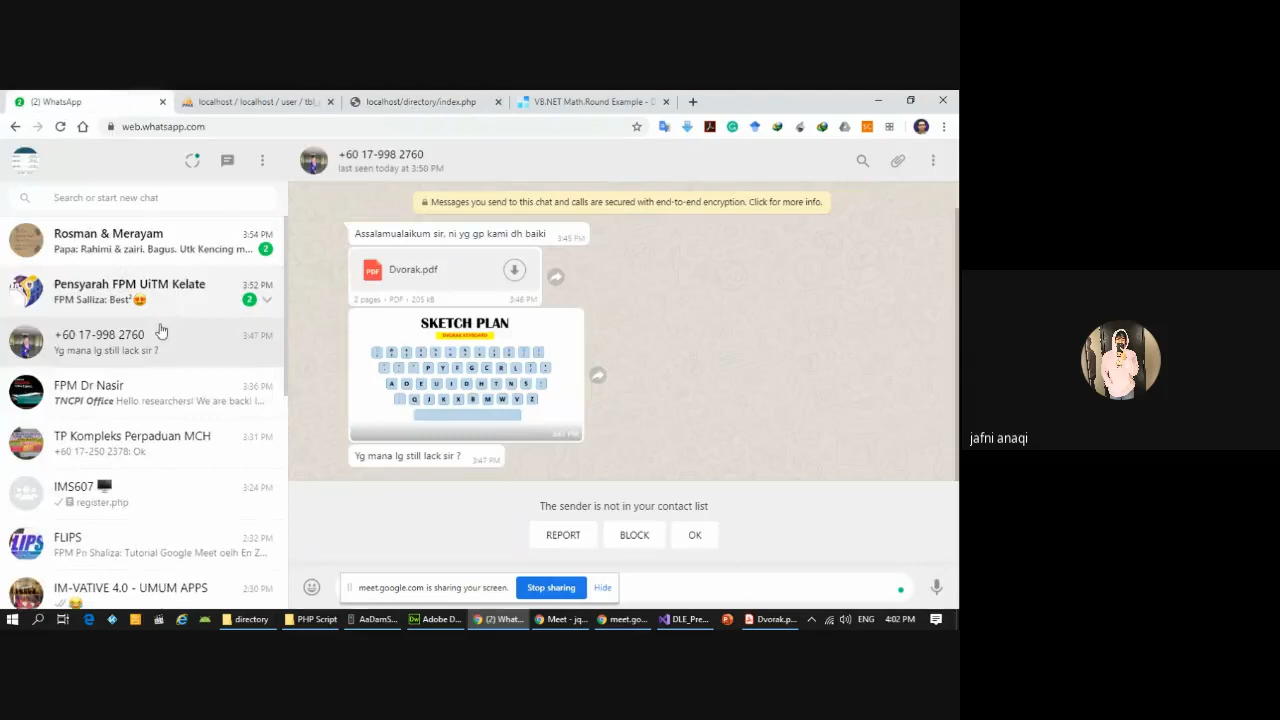 (2) WhatsApp
localhost / localhost / user / tbl_
localhost/directory/index.php
VB.NET Math.Round Example - D
web.whatsapp.com
+60 17-998 2760
last seen today at 3:50 PM
Search or start new chat
Messages you send to this chat and calls are secured with end-to-end encryption. Click for more info.
Rosman & Merayam
3:54 PM
Papa: Rahimi & zairi. Bagus. Utk Kencing m...
2
Pensyarah FPM UiTM Kelate
3:52 PM
FPM Salliza: Best²😍
2
+60 17-998 2760
3:47 PM
Yg mana lg still lack sir ?
FPM Dr Nasir
3:36 PM
TNCPI Office Hello researchers! We are back! I...
TP Kompleks Perpaduan MCH
3:31 PM
+60 17-250 2378: Ok
IMS607 🖥️
3:24 PM
register.php
FLIPS
2:32 PM
FPM Pn Shaliza: Tutorial Google Meet oeih En Z...
IM-VATIVE 4.0 - UMUM APPS
2:30 PM
Assalamualaikum sir, ni yg gp kami dh baiki
3:45 PM
PDF
Dvorak.pdf
2 pages • PDF • 205 kB
3:46 PM
SKETCH PLAN
DVORAK KEYBOARD
P Y F G C R L
A O E U I D H T N S
Q J K X B M W V Z
3:47 PM
Yg mana lg still lack sir ?
3:47 PM
The sender is not in your contact list
REPORT
BLOCK
OK
meet.google.com is sharing your screen.
Stop sharing
Hide
directory
PHP Script
AaDamS...
Adobe D...
(2) What...
Meet - jq...
meet.go...
DLE_Pre...
Dvorak.p...
ENG
4:02 PM
jafni anaqi